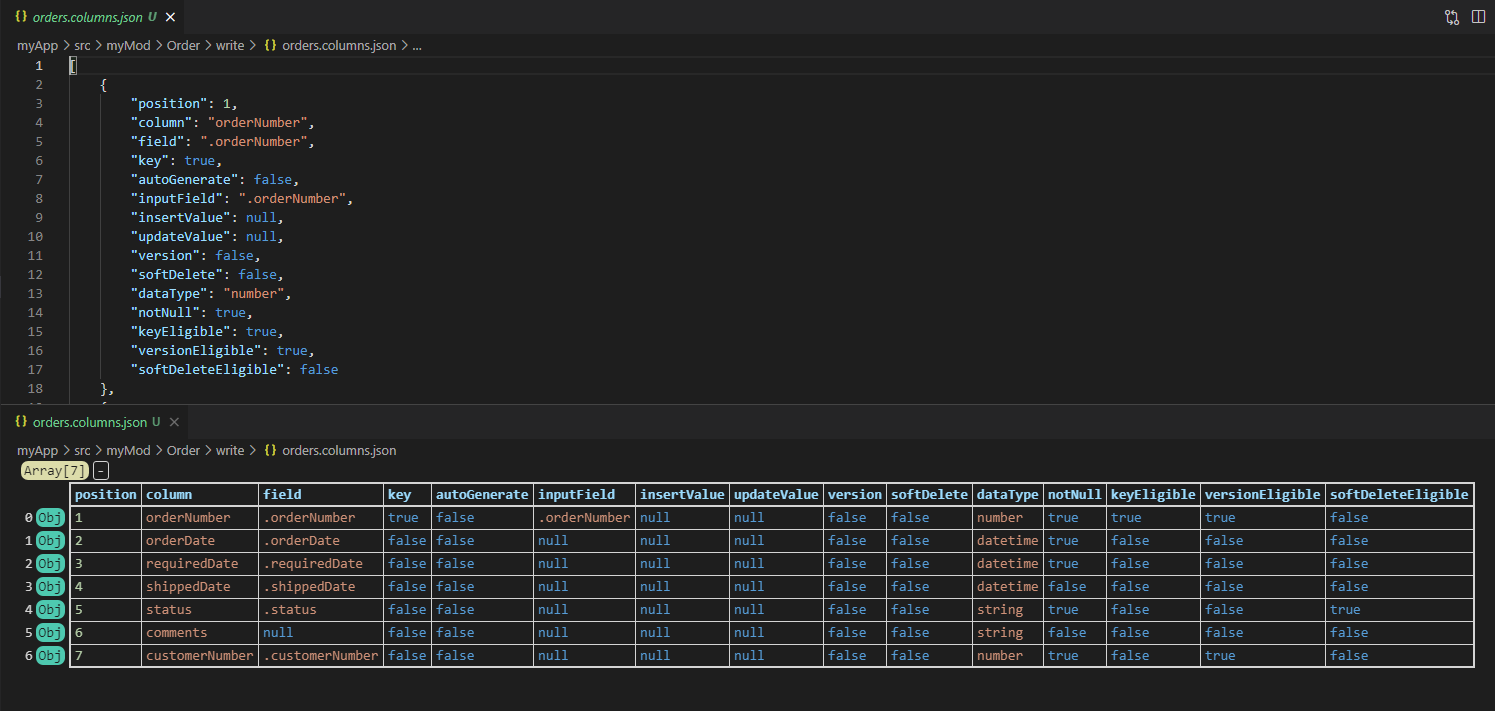 {} orders.columns.json U ×
myApp > src > myMod > Order > write > {} orders.columns.json > ...
1 [
2 {
3 "position": 1,
4 "column": "orderNumber",
5 "field": ".orderNumber",
6 "key": true,
7 "autoGenerate": false,
8 "inputField": ".orderNumber",
9 "insertValue": null,
10 "updateValue": null,
11 "version": false,
12 "softDelete": false,
13 "dataType": "number",
14 "notNull": true,
15 "keyEligible": true,
16 "versionEligible": true,
17 "softDeleteEligible": false
18 },
{} orders.columns.json U ×
myApp > src > myMod > Order > write > {} orders.columns.json
Array[7] -
position column field key autoGenerate inputField insertValue updateValue version softDelete dataType notNull keyEligible versionEligible softDeleteEligible
0 Obj 1 orderNumber .orderNumber true false .orderNumber null null false false number true true true false
1 Obj 2 orderDate .orderDate false false null null null false false datetime true false false false
2 Obj 3 requiredDate .requiredDate false false null null null false false datetime true false false false
3 Obj 4 shippedDate .shippedDate false false null null null false false datetime false false false false
4 Obj 5 status .status false false null null null false false string true false false true
5 Obj 6 comments null false false null null null false false string false false false false
6 Obj 7 customerNumber .customerNumber false false null null null false false number true false true false